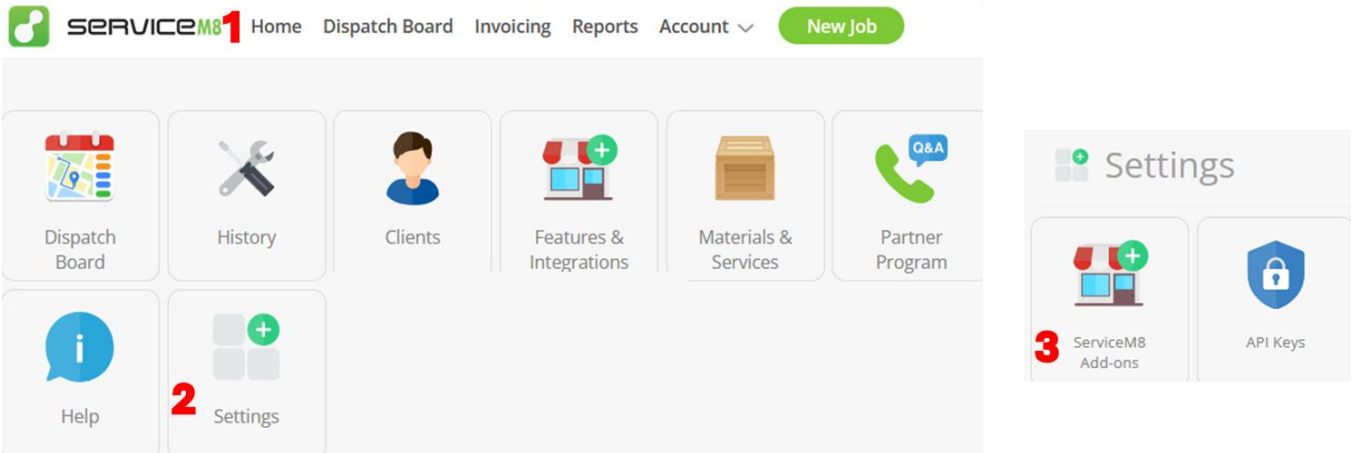 SERVICEM8 1 Home Dispatch Board Invoicing Reports Account New Job
Dispatch
Board
History
Clients
Features &
Integrations
Q&A
Materials &
Services
Partner
Program
i
Help
2 Settings
Settings
3 ServiceM8
Add-ons
API Keys